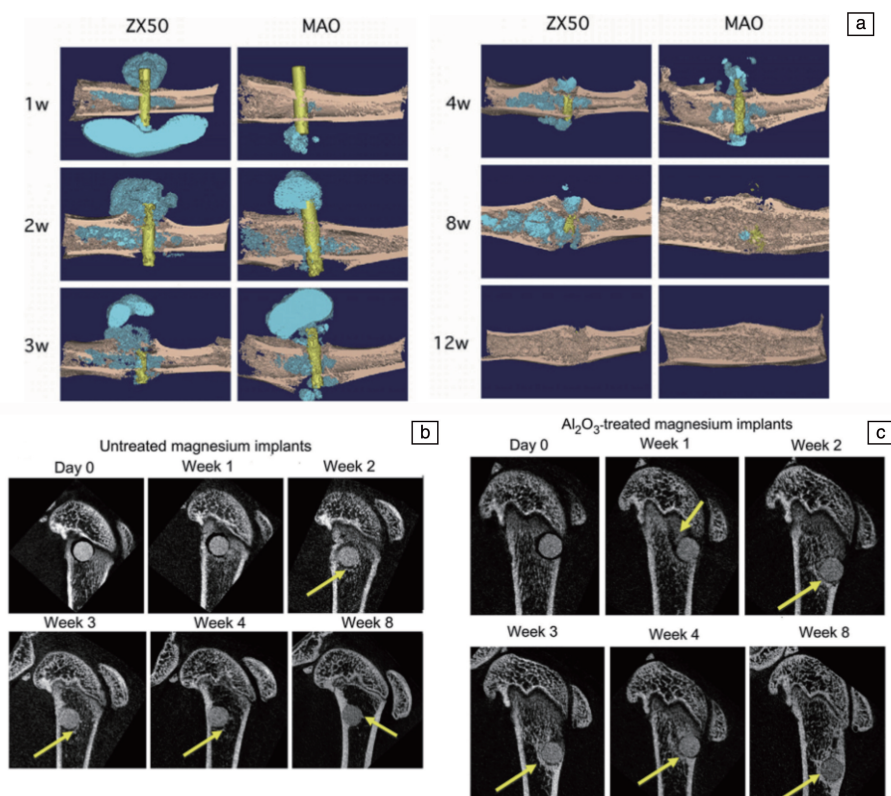 a
ZX50 MAO
1w
2w
3w
ZX50 MAO
4w
8w
12w
b
Untreated magnesium implants
Day 0 Week 1 Week 2
Week 3 Week 4 Week 8
c
Al₂O₃-treated magnesium implants
Day 0 Week 1 Week 2
Week 3 Week 4 Week 8